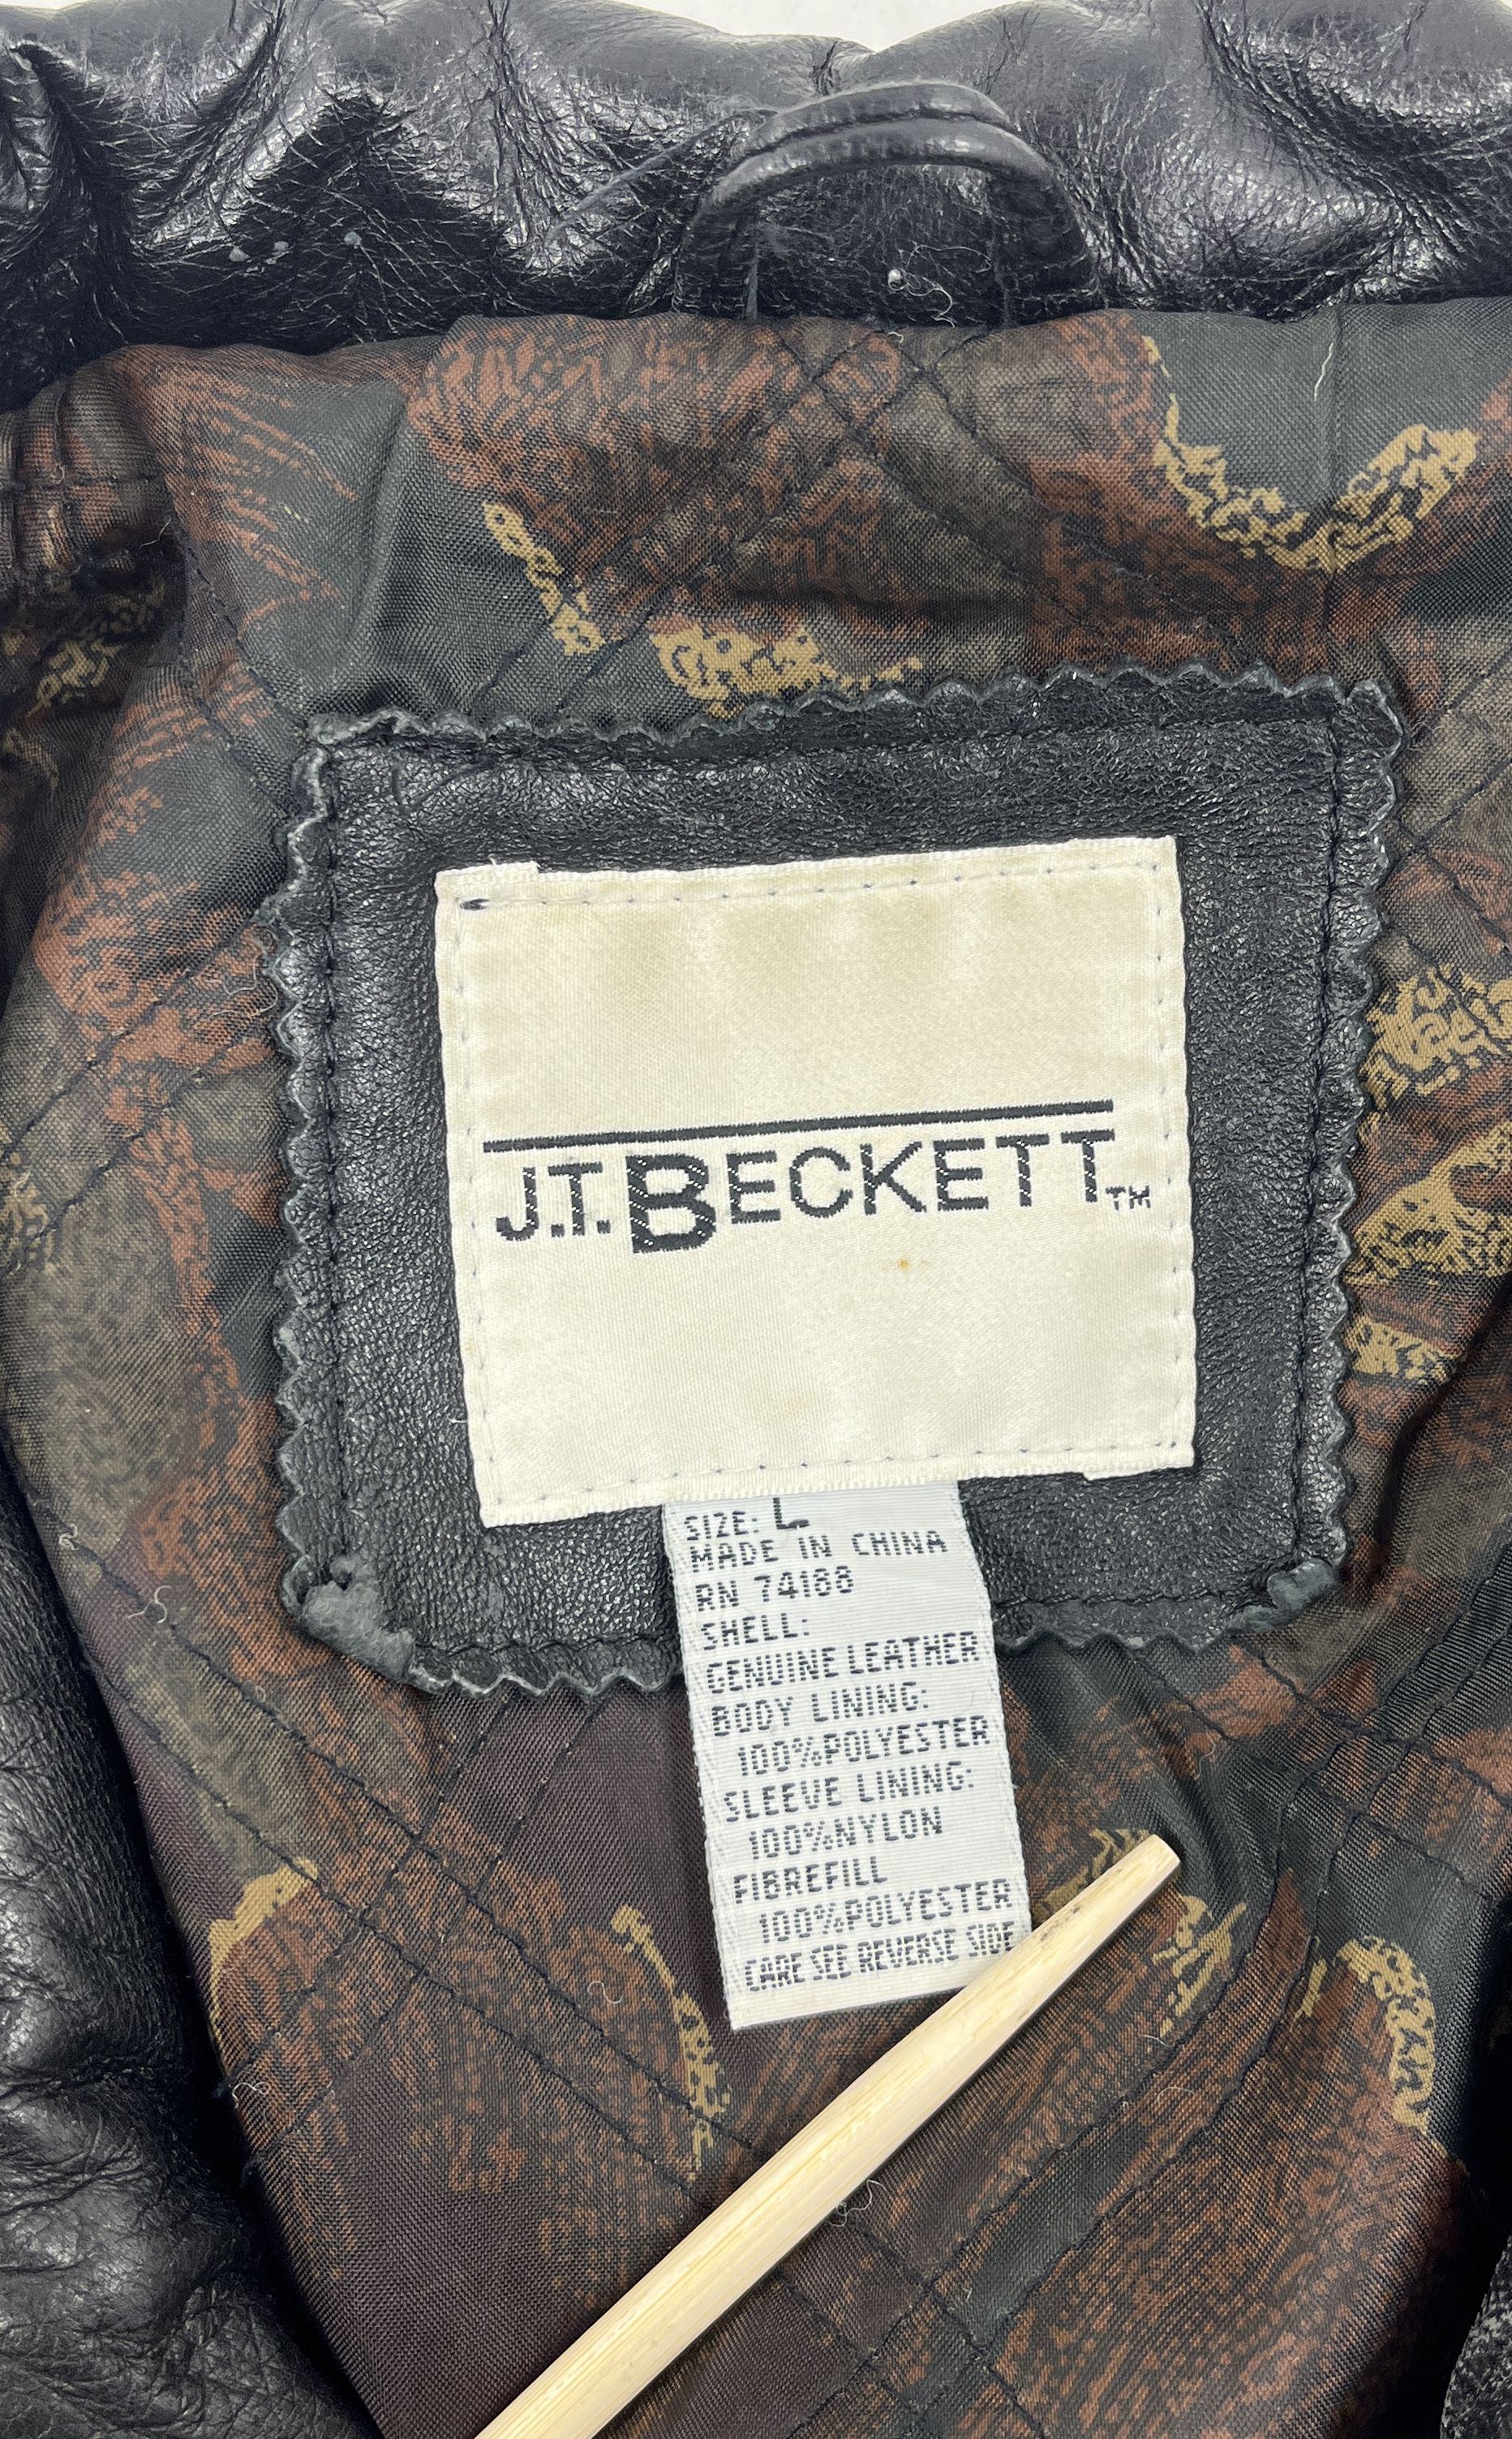 J.T. BECKETT TM
SIZE: L
MADE IN CHINA
RN 74188
SHELL:
GENUINE LEATHER
BODY LINING:
100% POLYESTER
SLEEVE LINING:
100% NYLON
FIBREFILL
100% POLYESTER
CARE SEE REVERSE SIDE